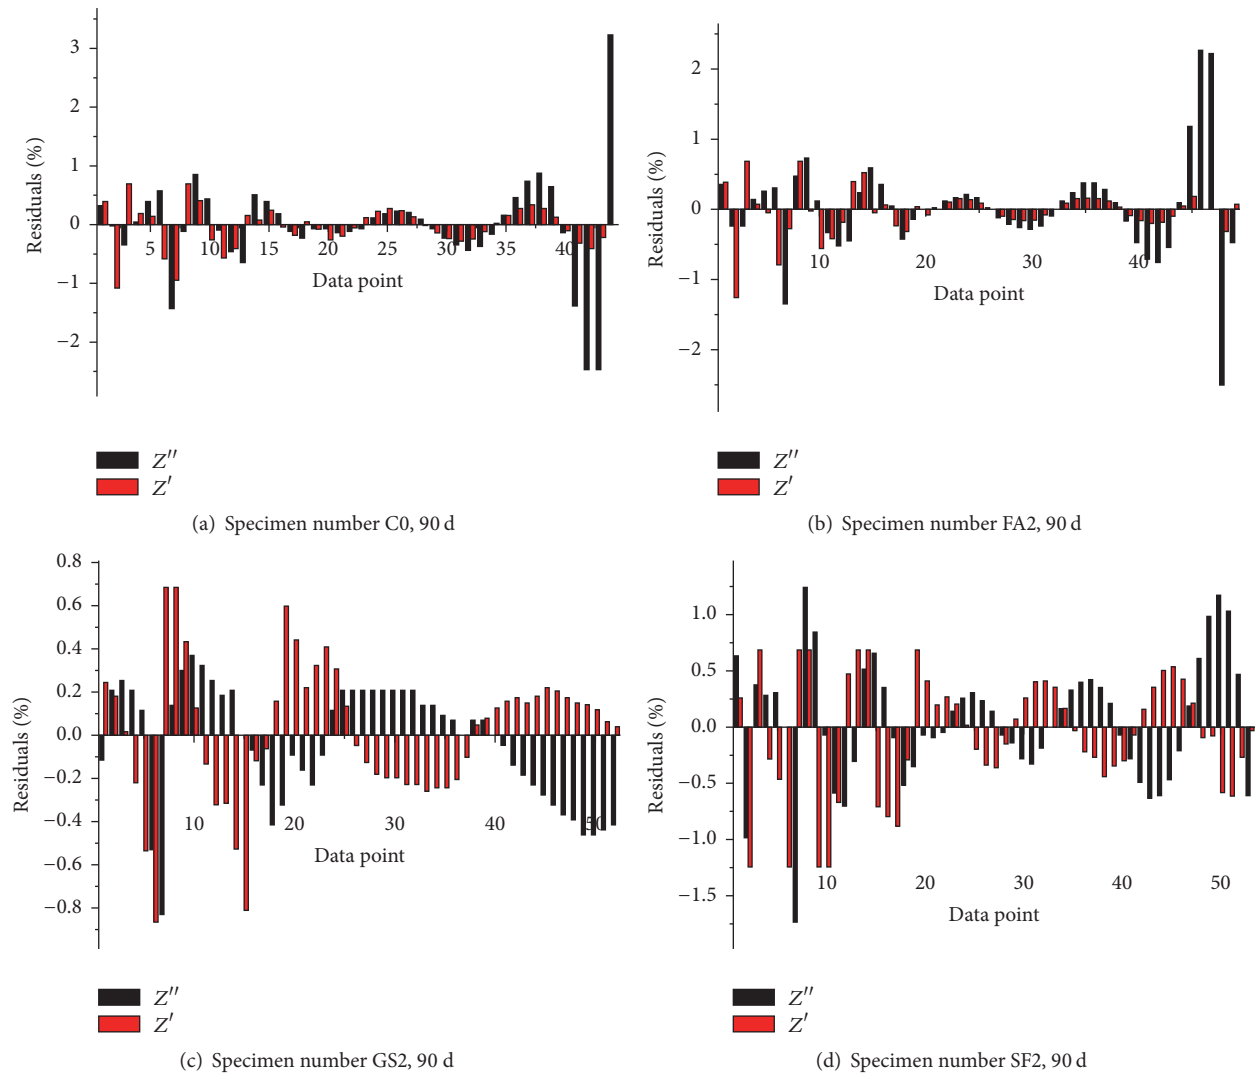 3
2
1
0
−1
−2
Residuals (%)
5 10 15 20 25 30 35 40
Data point
Z″
Z′
(a) Specimen number C0, 90 d
2
1
0
−1
−2
Residuals (%)
10 20 30 40
Data point
Z″
Z′
(b) Specimen number FA2, 90 d
0.8
0.6
0.4
0.2
0.0
−0.2
−0.4
−0.6
−0.8
Residuals (%)
10 20 30 40 50
Data point
Z″
Z′
(c) Specimen number GS2, 90 d
1.0
0.5
0.0
−0.5
−1.0
−1.5
Residuals (%)
10 20 30 40 50
Data point
Z″
Z′
(d) Specimen number SF2, 90 d